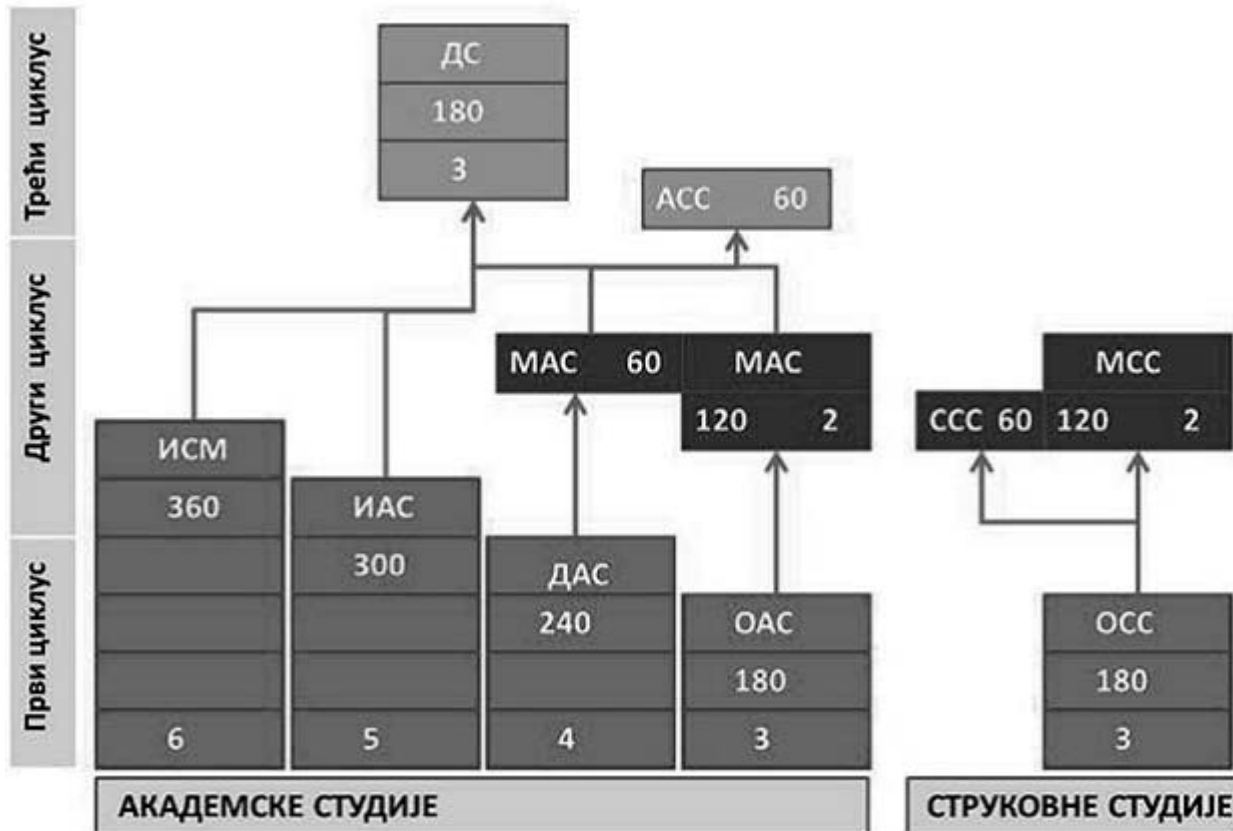 Трећи циклус
ДС
180
3
АСС 60
Други циклус
МАС 60
МАС
120 2
МСС
ССС 60
120 2
ИСМ
360
6
ИАС
300
5
Први циклус
ДАС
240
4
ОАС
180
3
ОСС
180
3
АКАДЕМСКЕ СТУДИЈЕ
СТРУКОВНЕ СТУДИЈЕ